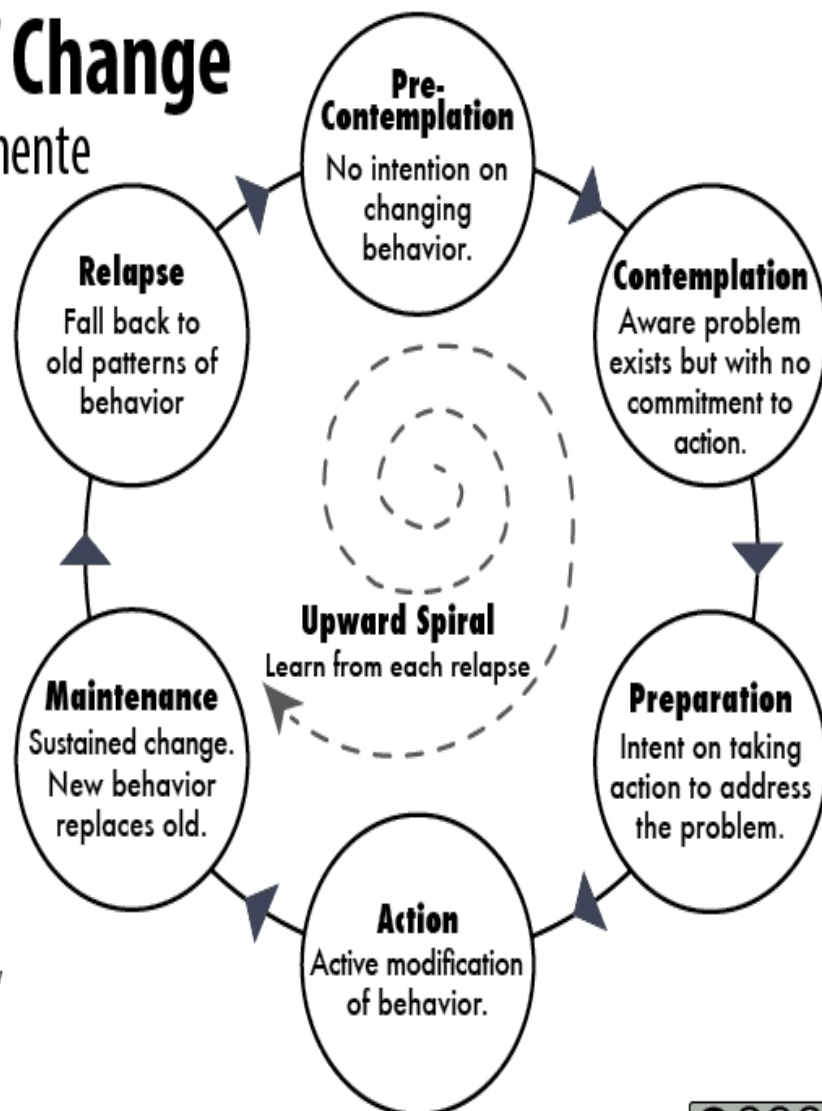 Change
Pre-
Contemplation
No intention on
changing
behavior.
Contemplation
Aware problem
exists but with no
commitment to
action.
Preparation
Intent on taking
action to address
the problem.
Action
Active modification
of behavior.
Maintenance
Sustained change.
New behavior
replaces old.
Relapse
Fall back to
old patterns of
behavior
Upward Spiral
Learn from each relapse